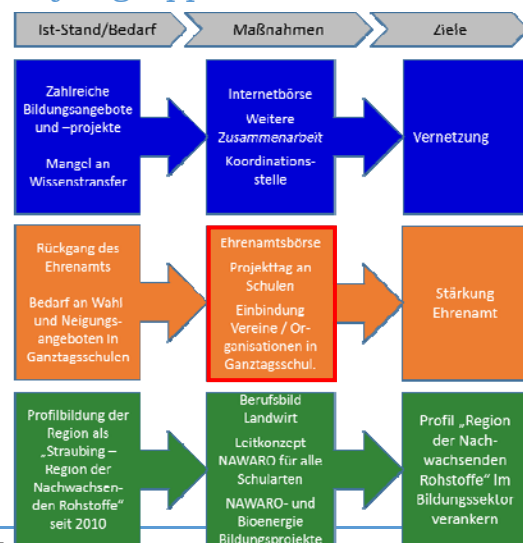 Ist-Stand/Bedarf
Maßnahmen
Ziele
Zahlreiche
Bildungsangebote
und –projekte
Mangel an
Wissenstransfer
Internetbörse
Weitere
Zusammenarbeit
Koordinations-
stelle
Vernetzung
Rückgang des
Ehrenamts
Bedarf an Wahl
und Neigungs-
angeboten in
Ganztagsschulen
Ehrenamtsbörse
Projekttag an
Schulen
Einbindung
Vereine / Or-
ganisationen in
Ganztagsschul.
Stärkung
Ehrenamt
Profilbildung der
Region als
„Straubing –
Region der
Nachwachsen-
den Rohstoffe“
seit 2010
Berufsbild
Landwirt
Leitkonzept
NAWARO für alle
Schularten
NAWARO- und
Bioenergie
Bildungsprojekte
Profil „Region
der Nach-
wachsenden
Rohstoffe“ im
Bildungssektor
verankern